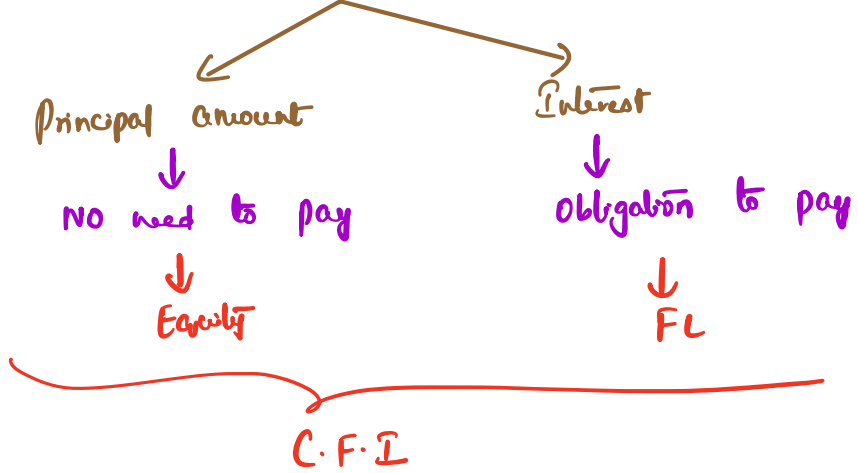 Principal amount
Interest
No need to pay
Obligation to pay
Equity
FL
C.F.I